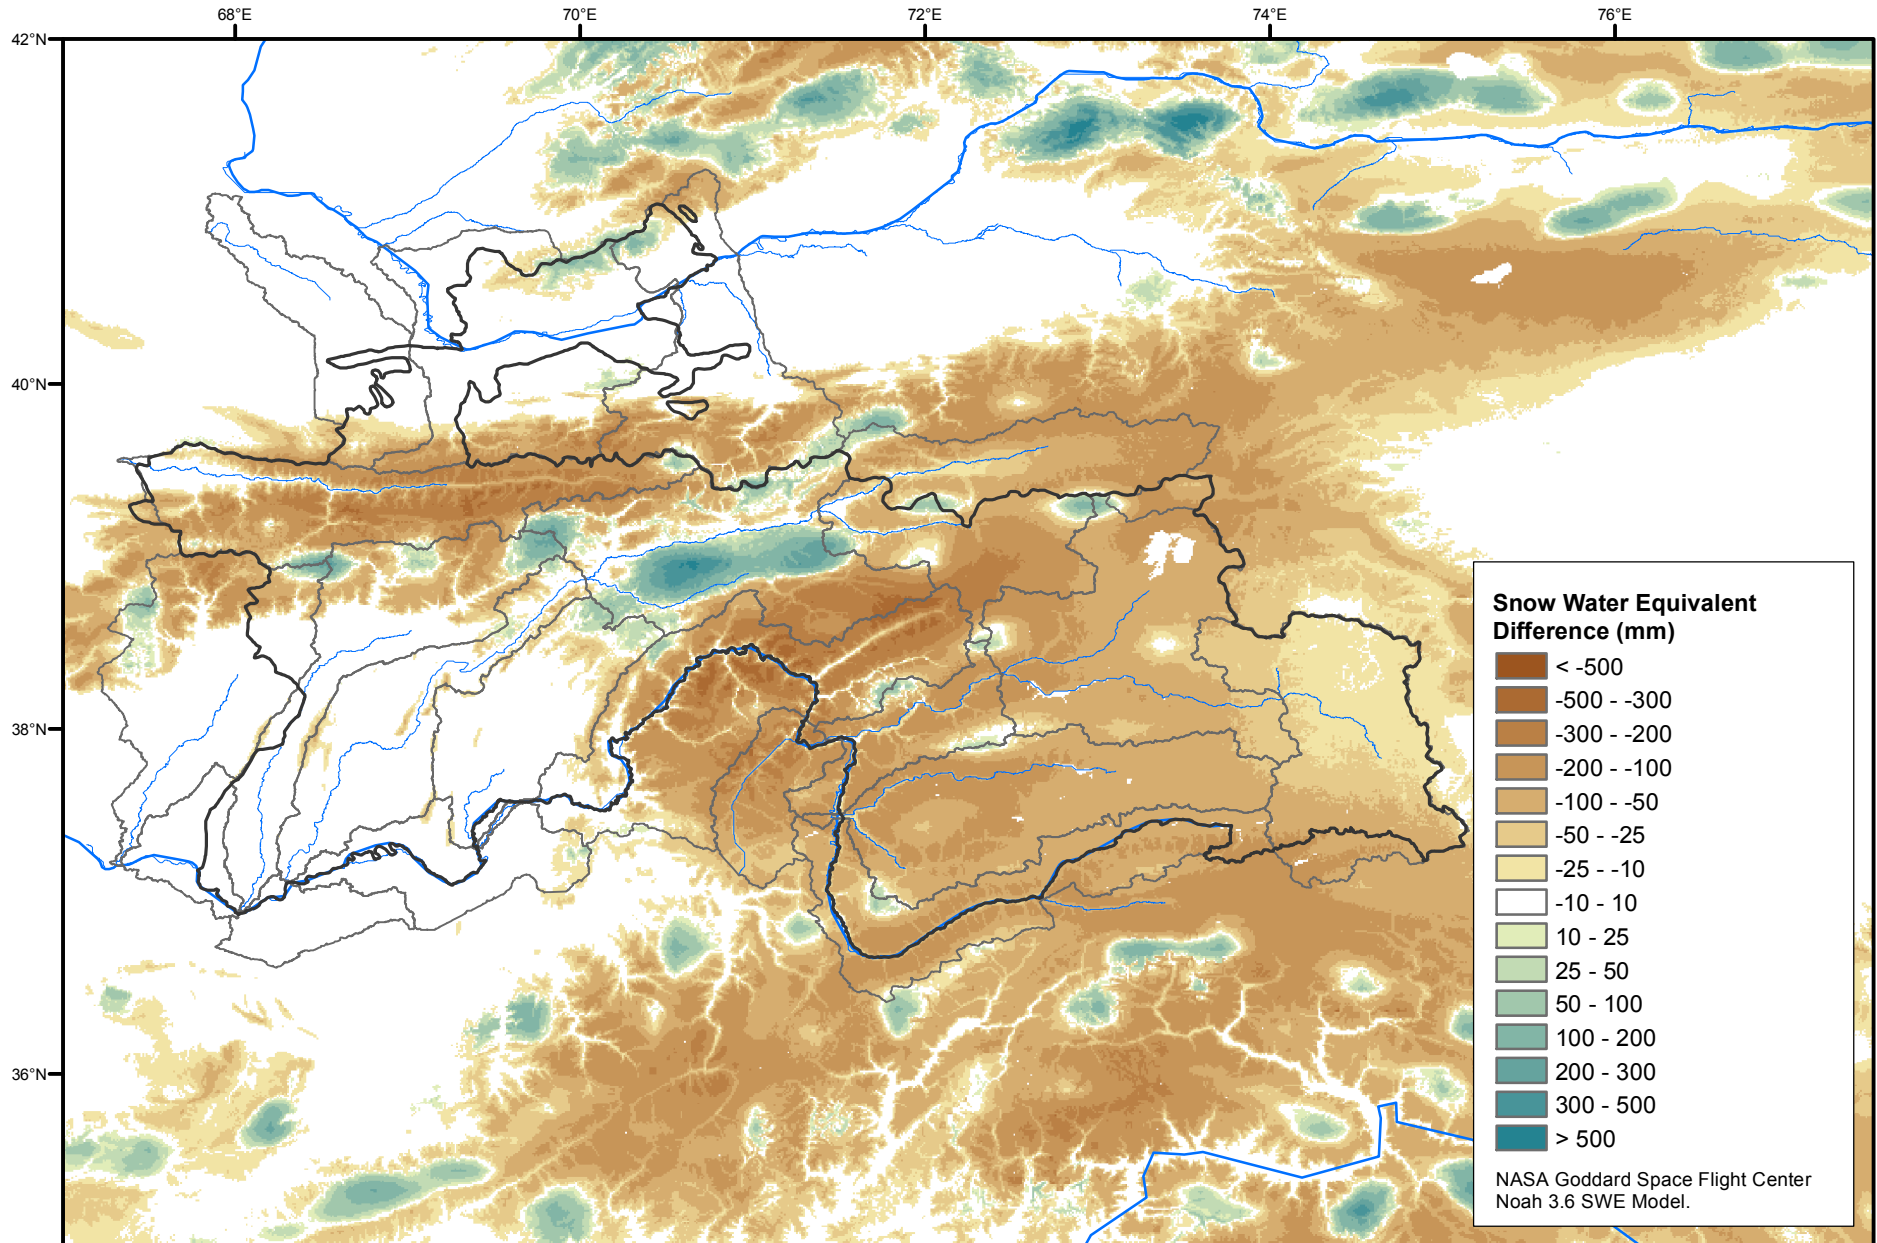 68°E
70°E
72°E
74°E
76°E
42°N
40°N
38°N
36°N
Snow Water Equivalent
Difference (mm)
< -500
-500 - -300
-300 - -200
-200 - -100
-100 - -50
-50 - -25
-25 - -10
-10 - 10
10 - 25
25 - 50
50 - 100
100 - 200
200 - 300
300 - 500
> 500
NASA Goddard Space Flight Center
Noah 3.6 SWE Model.